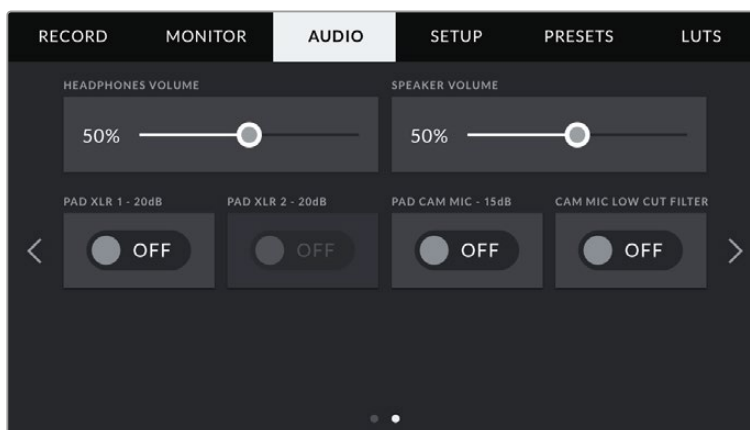 RECORD MONITOR AUDIO SETUP PRESETS LUTS
HEADPHONES VOLUME SPEAKER VOLUME
50% 50%
PAD XLR 1 - 20dB PAD XLR 2 - 20dB PAD CAM MIC - 15dB CAM MIC LOW CUT FILTER
OFF OFF OFF OFF